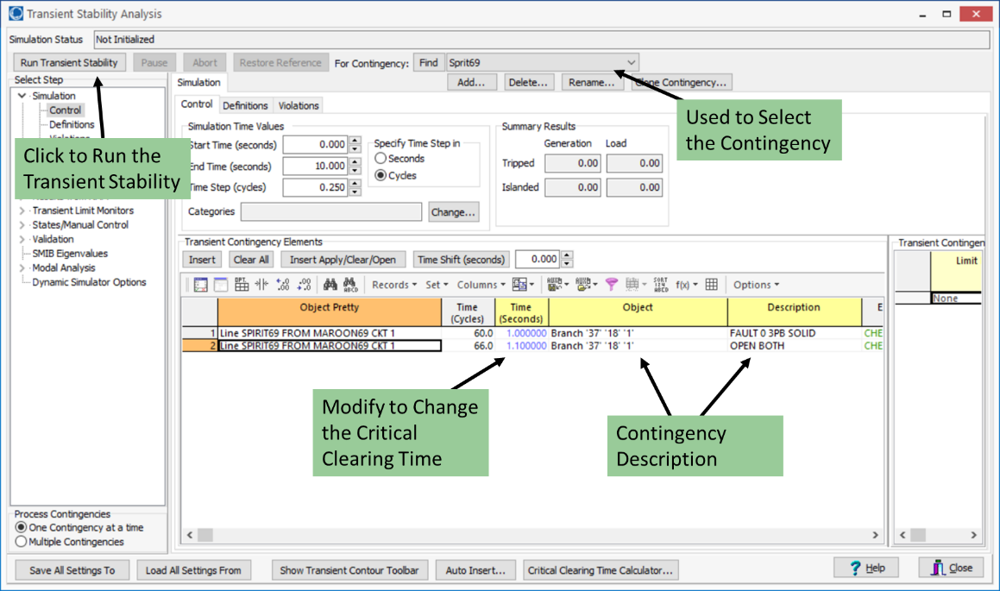 Transient Stability Analysis
Simulation Status Not Initialized
Run Transient Stability Pause Abort Restore Reference For Contingency: Find Sprit69
Add... Delete... Rename... Clone Contingency...
Select Step
Simulation
Control
Definitions
Click to Run the
Transient Stability
Transient Limit Monitors
States/Manual Control
Validation
SMIB Eigenvalues
Modal Analysis
Dynamic Simulator Options
Process Contingencies
One Contingency at a time
Multiple Contingencies
Simulation
Control Definitions Violations
Simulation Time Values
Start Time (seconds) 0.000
End Time (seconds) 10.000
Time Step (cycles) 0.250
Specify Time Step in
Seconds
Cycles
Categories Change...
Summary Results
Generation Load
Tripped 0.00 0.00
Islanded 0.00 0.00
Used to Select
the Contingency
Transient Contingency Elements
Insert Clear All Insert Apply/Clear/Open Time Shift (seconds) 0.000
Records Set Columns Options
Object Pretty Time (Cycles) Time (Seconds) Object Description E
1 Line SPIRIT69 FROM MAROON69 CKT 1 60.0 1.000000 Branch '37' '18' '1' FAULT 0 3PB SOLID CHE
2 Line SPIRIT69 FROM MAROON69 CKT 1 66.0 1.100000 Branch '37' '18' '1' OPEN BOTH CHE
Modify to Change
the Critical
Clearing Time
Contingency
Description
Transient Contingen
Limit
None
Save All Settings To Load All Settings From Show Transient Contour Toolbar Auto Insert... Critical Clearing Time Calculator... Help Close